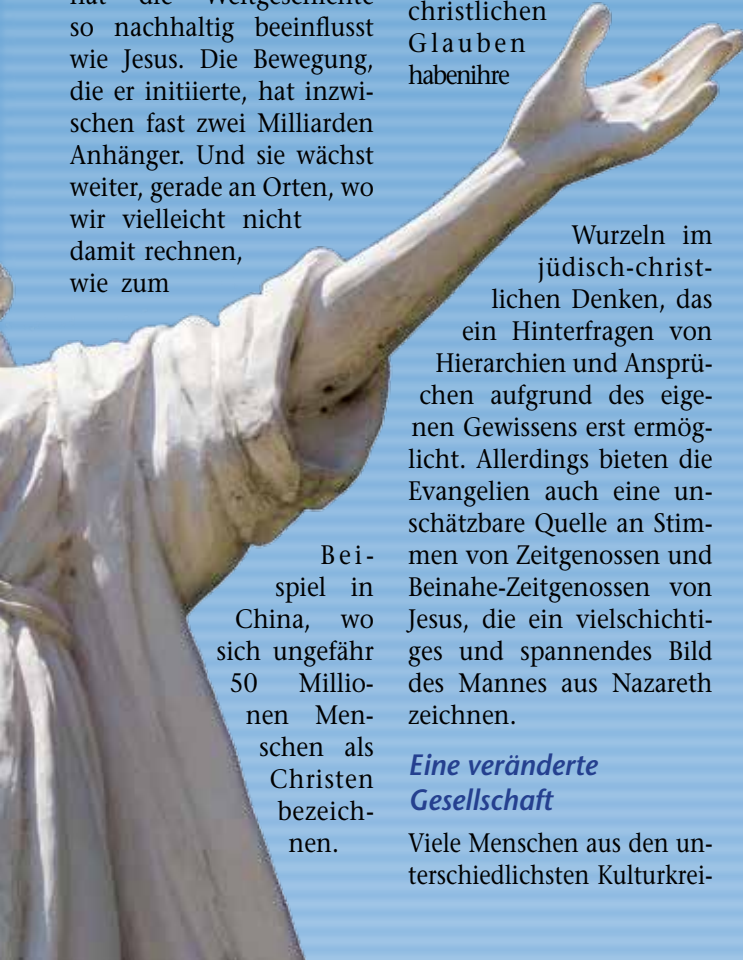 hat die Weltgeschichte
so nachhaltig beeinflusst
wie Jesus. Die Bewegung,
die er initiierte, hat inzwi-
schen fast zwei Milliarden
Anhänger. Und sie wächst
weiter, gerade an Orten, wo
wir vielleicht nicht
damit rechnen,
wie zum
Bei-
spiel in
China, wo
sich ungefähr
50 Millio-
nen Men-
schen als
Christen
bezeich-
nen.
christlichen
Glauben
habenihre
Wurzeln im
jüdisch-christ-
lichen Denken, das
ein Hinterfragen von
Hierarchien und Ansprü-
chen aufgrund des eige-
nen Gewissens erst ermög-
licht. Allerdings bieten die
Evangelien auch eine un-
schätzbare Quelle an Stim-
men von Zeitgenossen und
Beinahe-Zeitgenossen von
Jesus, die ein vielschichti-
ges und spannendes Bild
des Mannes aus Nazareth
zeichnen.
Eine veränderte
Gesellschaft
Viele Menschen aus den un-
terschiedlichsten Kulturkrei-